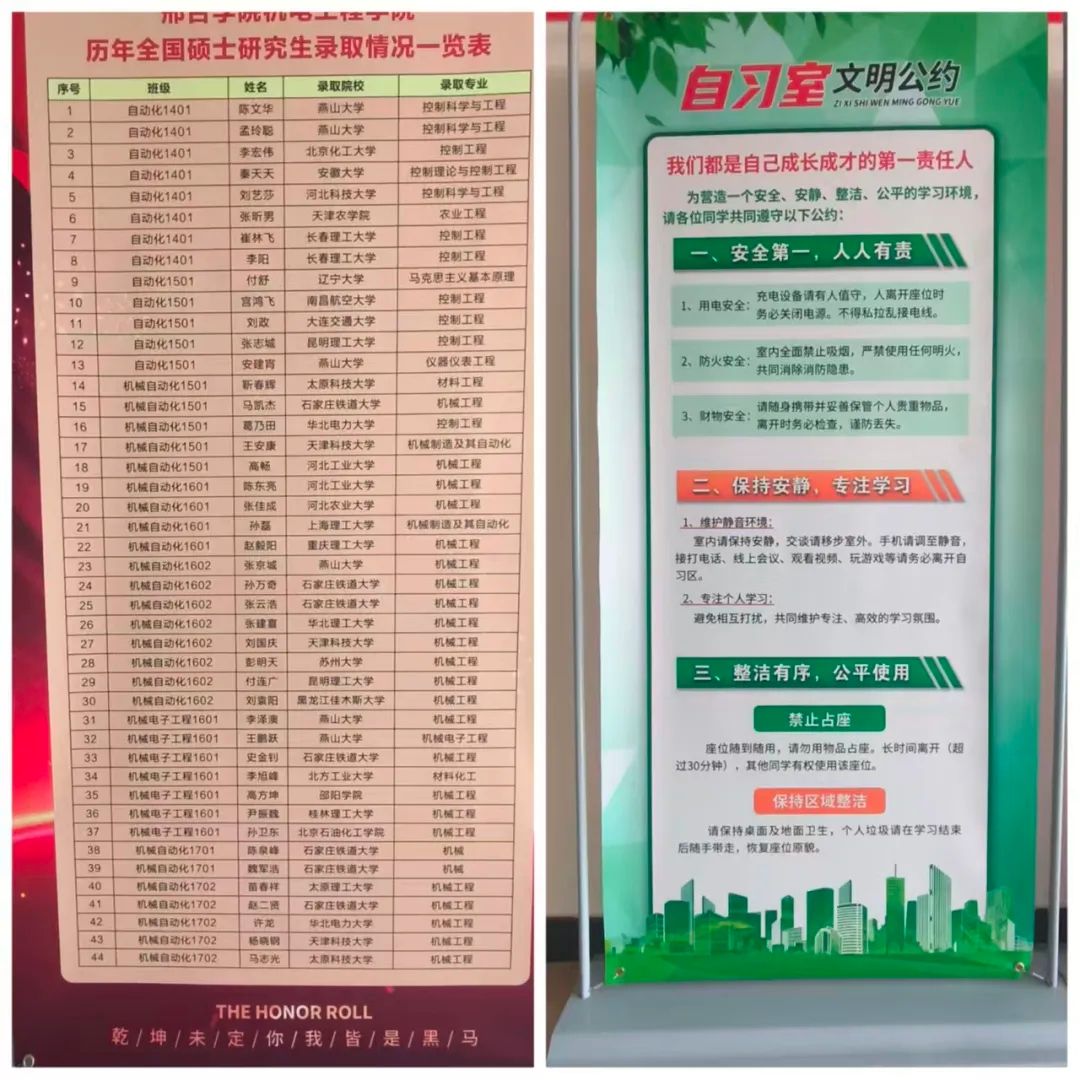 邢台学院机电工程学院
历年全国硕士研究生录取情况一览表
序号 班级 姓名 录取院校 录取专业
1 自动化1401 陈文华 燕山大学 控制科学与工程
2 自动化1401 孟玲聪 燕山大学 控制科学与工程
3 自动化1401 李宏伟 北京化工大学 控制工程
4 自动化1401 秦天天 安徽大学 控制理论与控制工程
5 自动化1401 刘艺莎 河北科技大学 控制科学与工程
6 自动化1401 张昕男 天津农学院 农业工程
7 自动化1401 崔林飞 长春理工大学 控制工程
8 自动化1401 李阳 长春理工大学 控制工程
9 自动化1501 付舒 辽宁大学 马克思主义基本原理
10 自动化1501 宫鸿飞 南昌航空大学 控制工程
11 自动化1501 刘政 大连交通大学 控制工程
12 自动化1501 张志城 昆明理工大学 控制工程
13 自动化1501 安建宵 燕山大学 仪器仪表工程
14 机械自动化1501 靳春辉 太原科技大学 材料工程
15 机械自动化1501 马凯杰 石家庄铁道大学 机械工程
16 机械自动化1501 葛乃田 华北电力大学 控制工程
17 机械自动化1501 王安康 天津科技大学 机械制造及其自动化
18 机械自动化1501 高畅 河北工业大学 机械工程
19 机械自动化1601 陈东亮 河北工业大学 机械工程
20 机械自动化1601 张佳成 河北农业大学 机械工程
21 机械自动化1601 孙磊 上海理工大学 机械制造及其自动化
22 机械自动化1601 赵毅阳 重庆理工大学 机械工程
23 机械自动化1602 张京城 燕山大学 机械工程
24 机械自动化1602 孙万奇 石家庄铁道大学 机械工程
25 机械自动化1602 张云浩 石家庄铁道大学 机械工程
26 机械自动化1602 张建喜 华北理工大学 机械工程
27 机械自动化1602 刘国庆 天津科技大学 机械工程
28 机械自动化1602 彭明天 苏州大学 机械工程
29 机械自动化1602 付连广 昆明理工大学 机械工程
30 机械自动化1602 刘袁阳 黑龙江佳木斯大学 机械工程
31 机械电子工程1601 李泽澳 燕山大学 机械工程
32 机械电子工程1601 王鹏跃 燕山大学 机械电子工程
33 机械电子工程1601 史金钊 石家庄铁道大学 机械工程
34 机械电子工程1601 李旭峰 北方工业大学 材料化工
35 机械电子工程1601 高方坤 邵阳学院 机械工程
36 机械电子工程1601 尹振魏 桂林理工大学 机械工程
37 机械电子工程1601 孙卫东 北京石油化工学院 机械工程
38 机械自动化1701 陈泉峰 石家庄铁道大学 机械
39 机械自动化1701 魏军浩 石家庄铁道大学 机械
40 机械自动化1702 苗春祥 太原理工大学 机械工程
41 机械自动化1702 赵二贤 石家庄铁道大学 机械工程
42 机械自动化1702 许龙 华北电力大学 机械工程
43 机械自动化1702 杨晓钢 天津科技大学 机械工程
44 机械自动化1702 马志光 太原科技大学 机械工程
THE HONOR ROLL
乾/坤/未/定/你/我/皆/是/黑/马
自习室文明公约
ZI XI SHI WEN MING GONG YUE
我们都是自己成长成才的第一责任人
为营造一个安全、安静、整洁、公平的学习环境，
请各位同学共同遵守以下公约：
一、安全第一，人人有责
1、用电安全：充电设备请有人值守，人离开座位时
务必关闭电源。不得私拉乱接电线。
2、防火安全：室内全面禁止吸烟，严禁使用任何明火，
共同消除消防隐患。
3、财物安全：请随身携带并妥善保管个人贵重物品，
离开时务必检查，谨防丢失。
二、保持安静，专注学习
1、维护静音环境：
室内请保持安静，交谈请移步室外。手机请调至静音，
接打电话、线上会议、观看视频、玩游戏等请务必离开自
习区。
2、专注个人学习：
避免相互打扰，共同维护专注、高效的学习氛围。
三、整洁有序，公平使用
禁止占座
座位随到随用，请勿用物品占座。长时间离开（超
过30分钟），其他同学有权使用该座位。
保持区域整洁
请保持桌面及地面卫生，个人垃圾请在学习结束
后随手带走，恢复座位原貌。